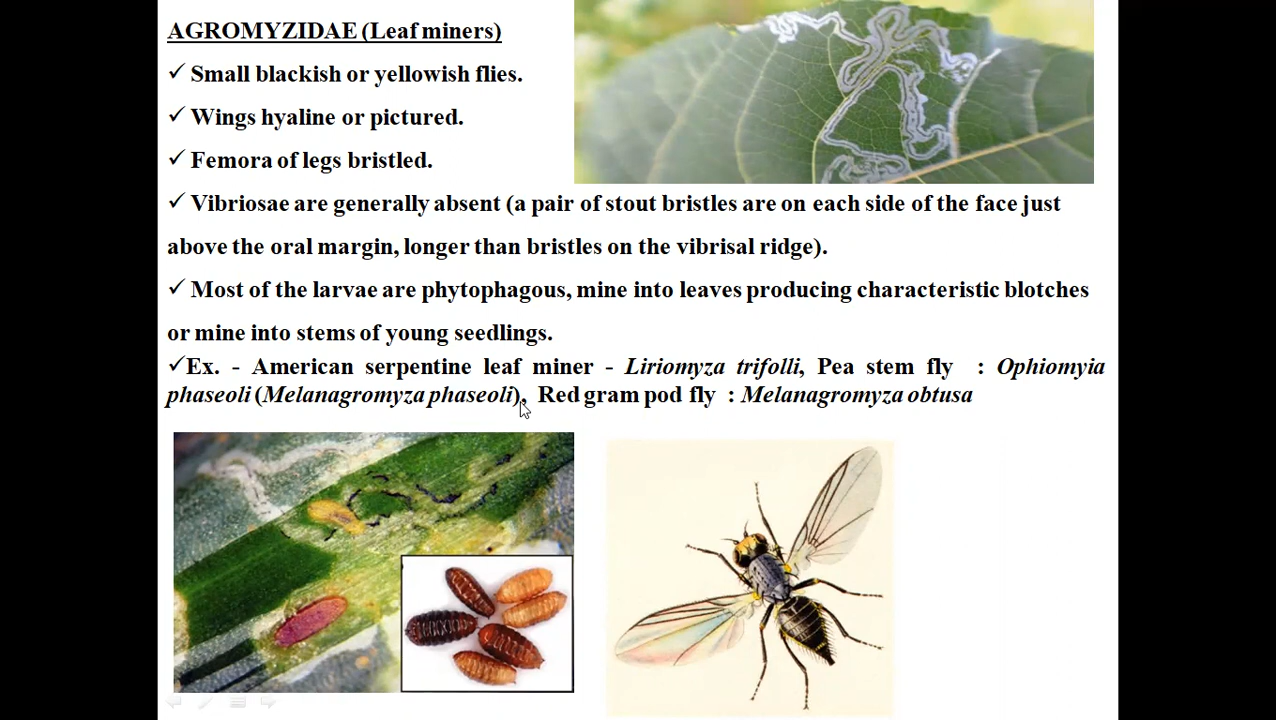 AGROMYZIDAE (Leaf miners)
✓ Small blackish or yellowish flies.
✓ Wings hyaline or pictured.
✓ Femora of legs bristled.
✓ Vibriosae are generally absent (a pair of stout bristles are on each side of the face just
above the oral margin, longer than bristles on the vibrisal ridge).
✓ Most of the larvae are phytophagous, mine into leaves producing characteristic blotches
or mine into stems of young seedlings.
✓Ex. - American serpentine leaf miner - Liriomyza trifolli, Pea stem fly : Ophiomyia
phaseoli (Melanagromyza phaseoli), Red gram pod fly : Melanagromyza obtusa